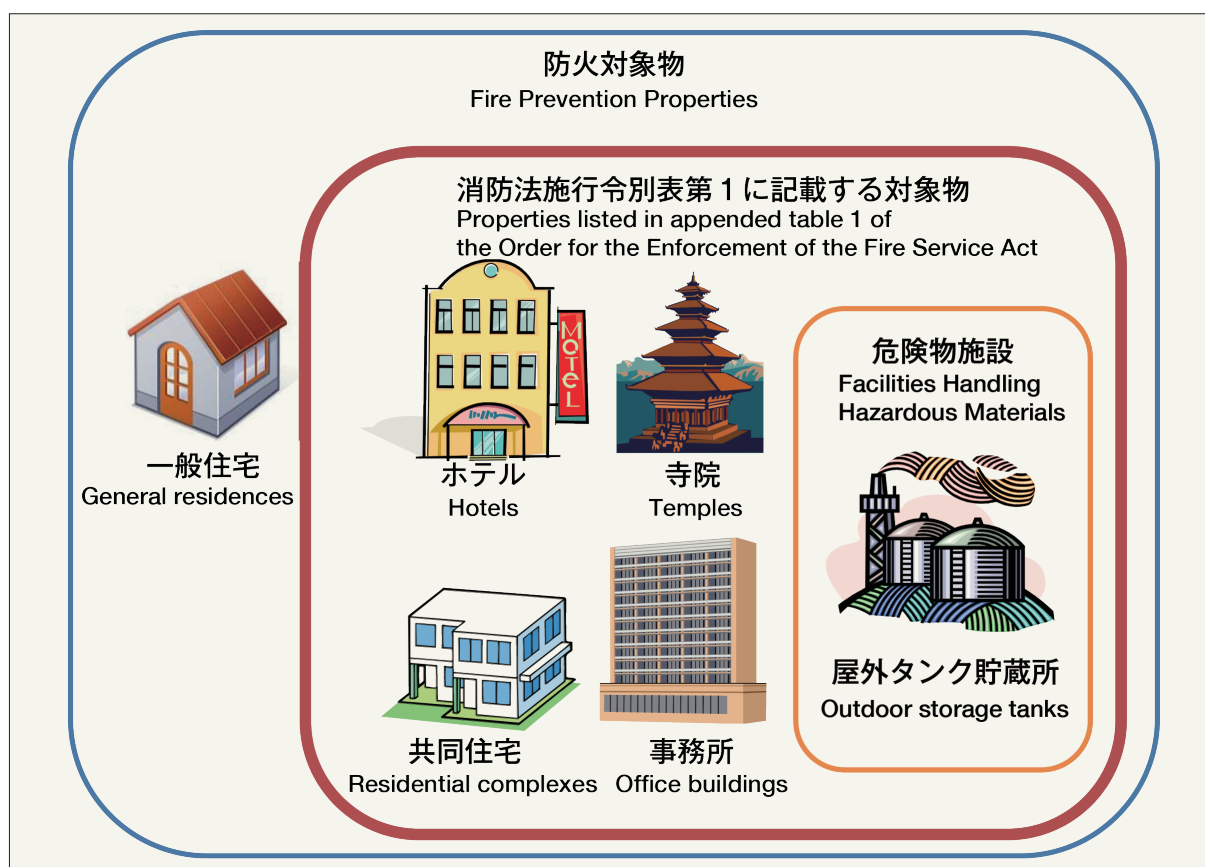 防火対象物
Fire Prevention Properties
消防法施行令別表第1に記載する対象物
Properties listed in appended table 1 of
the Order for the Enforcement of the Fire Service Act
一般住宅
General residences
MOTEL
ホテル
Hotels
寺院
Temples
危険物施設
Facilities Handling
Hazardous Materials
共同住宅
Residential complexes
事務所
Office buildings
屋外タンク貯蔵所
Outdoor storage tanks